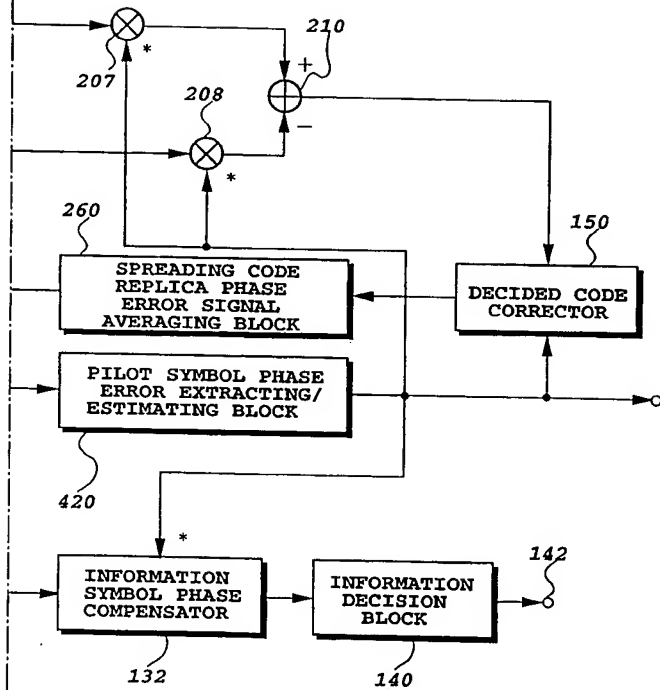 210
+
*
207
208
−
*
260
150
SPREADING CODE
REPLICA PHASE
ERROR SIGNAL
AVERAGING BLOCK
DECIDED CODE
CORRECTOR
PILOT SYMBOL PHASE
ERROR EXTRACTING/
ESTIMATING BLOCK
420
*
142
INFORMATION
SYMBOL PHASE
COMPENSATOR
INFORMATION
DECISION
BLOCK
132
140